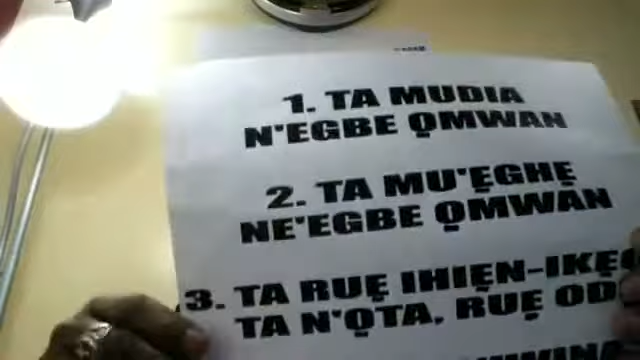 1. TA MUDIA
N'EGBE ỌMWAN
2. TA MU'ẸGHẸ
NE'EGBE ỌMWAN
3. TA RUẸ IHIẸN-IKẸ
TA N'ỌTA, RUẸ OD